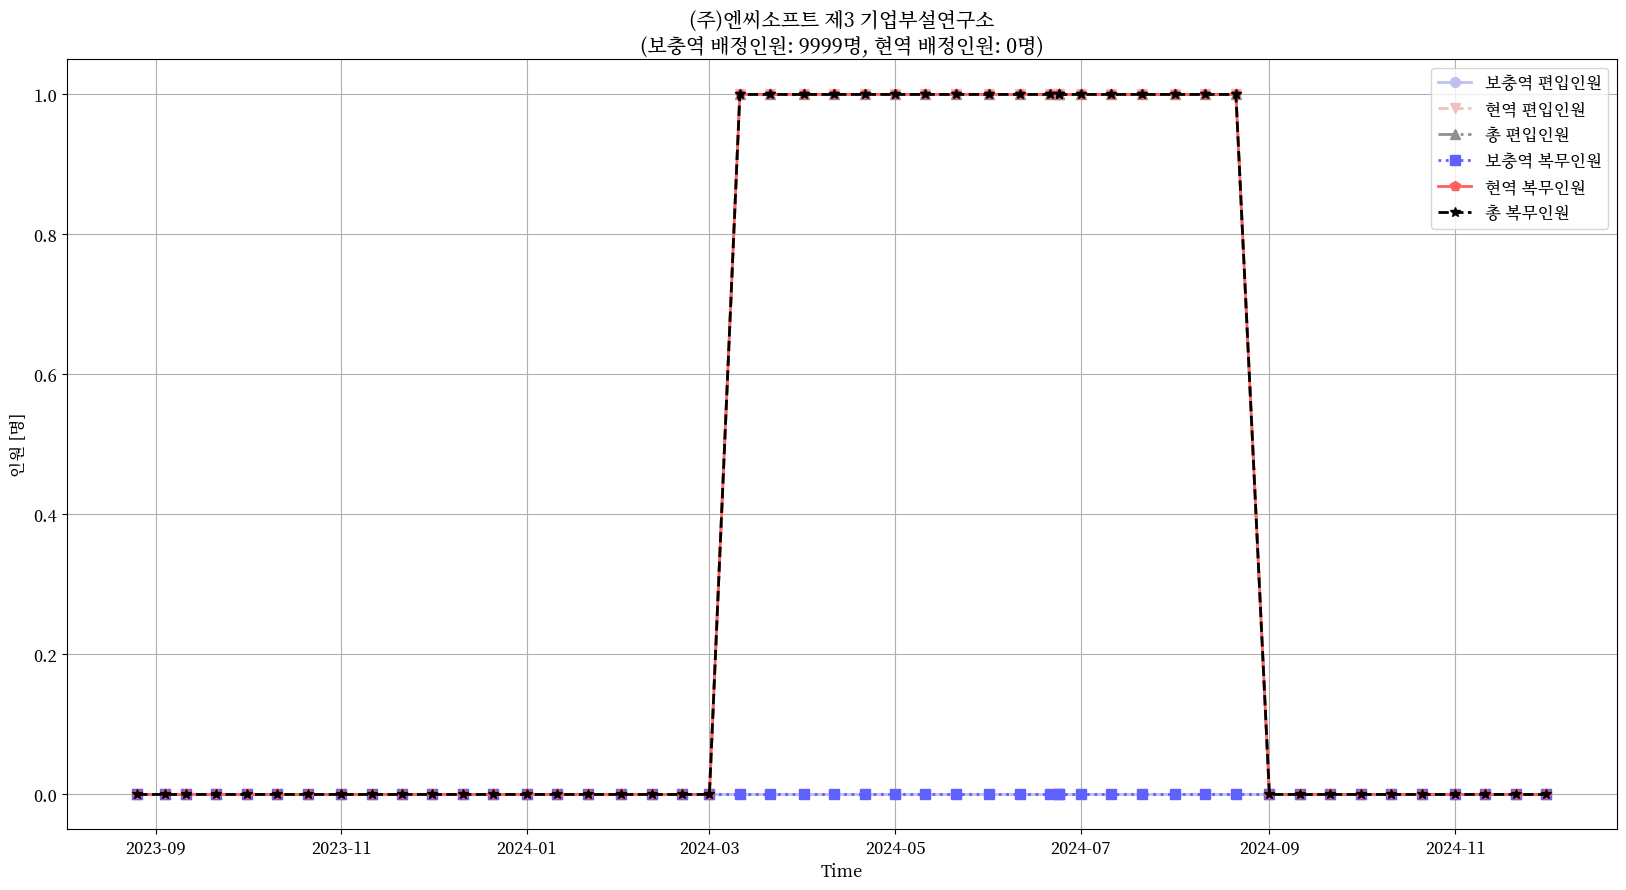 (주)엔씨소프트 제3 기업부설연구소
(보충역 배정인원: 9999명, 현역 배정인원: 0명)
보충역 편입인원
현역 편입인원
총 편입인원
보충역 복무인원
현역 복무인원
총 복무인원
1.0
0.8
0.6
0.4
0.2
0.0
인원 [명]
2023-09
2023-11
2024-01
2024-03
2024-05
2024-07
2024-09
2024-11
Time